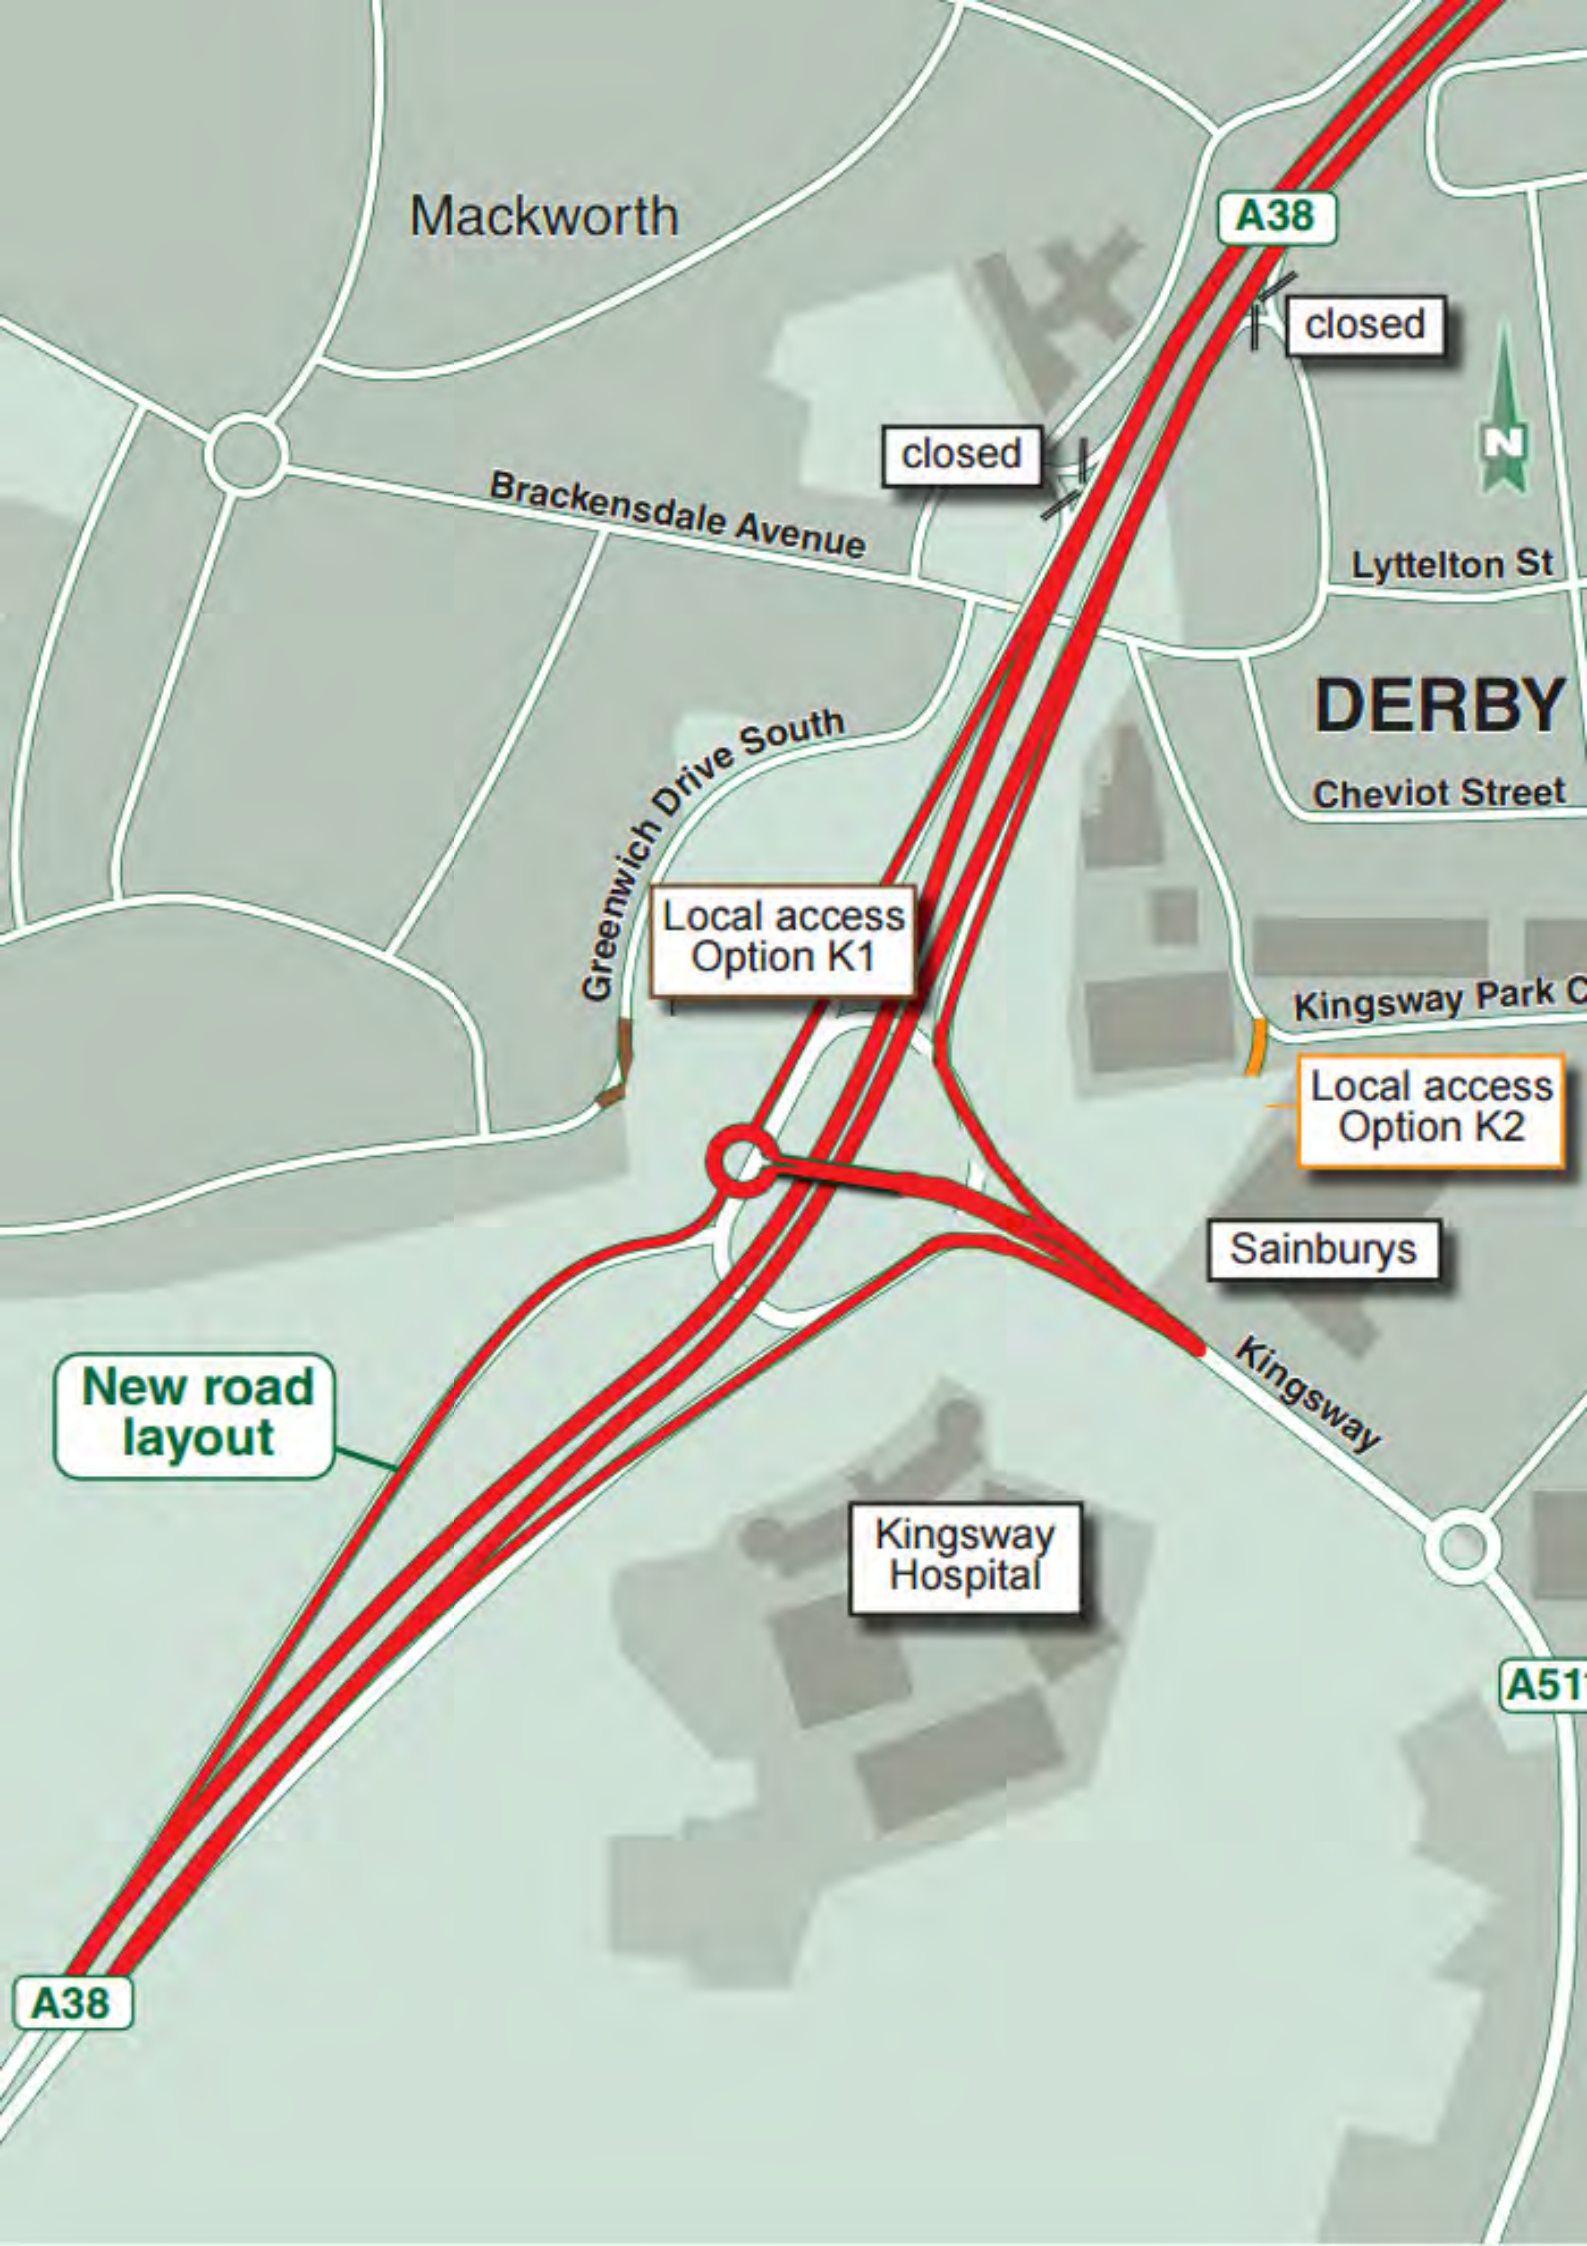 A38
Mackworth
closed
closed
Brackensdale Avenue
N
Lyttelton St
DERBY
Greenwich Drive South
Cheviot Street
Local access
Option K1
Kingsway Park C
Local access
Option K2
Sainburys
Kingsway
New road
layout
Kingsway
Hospital
A51
A38